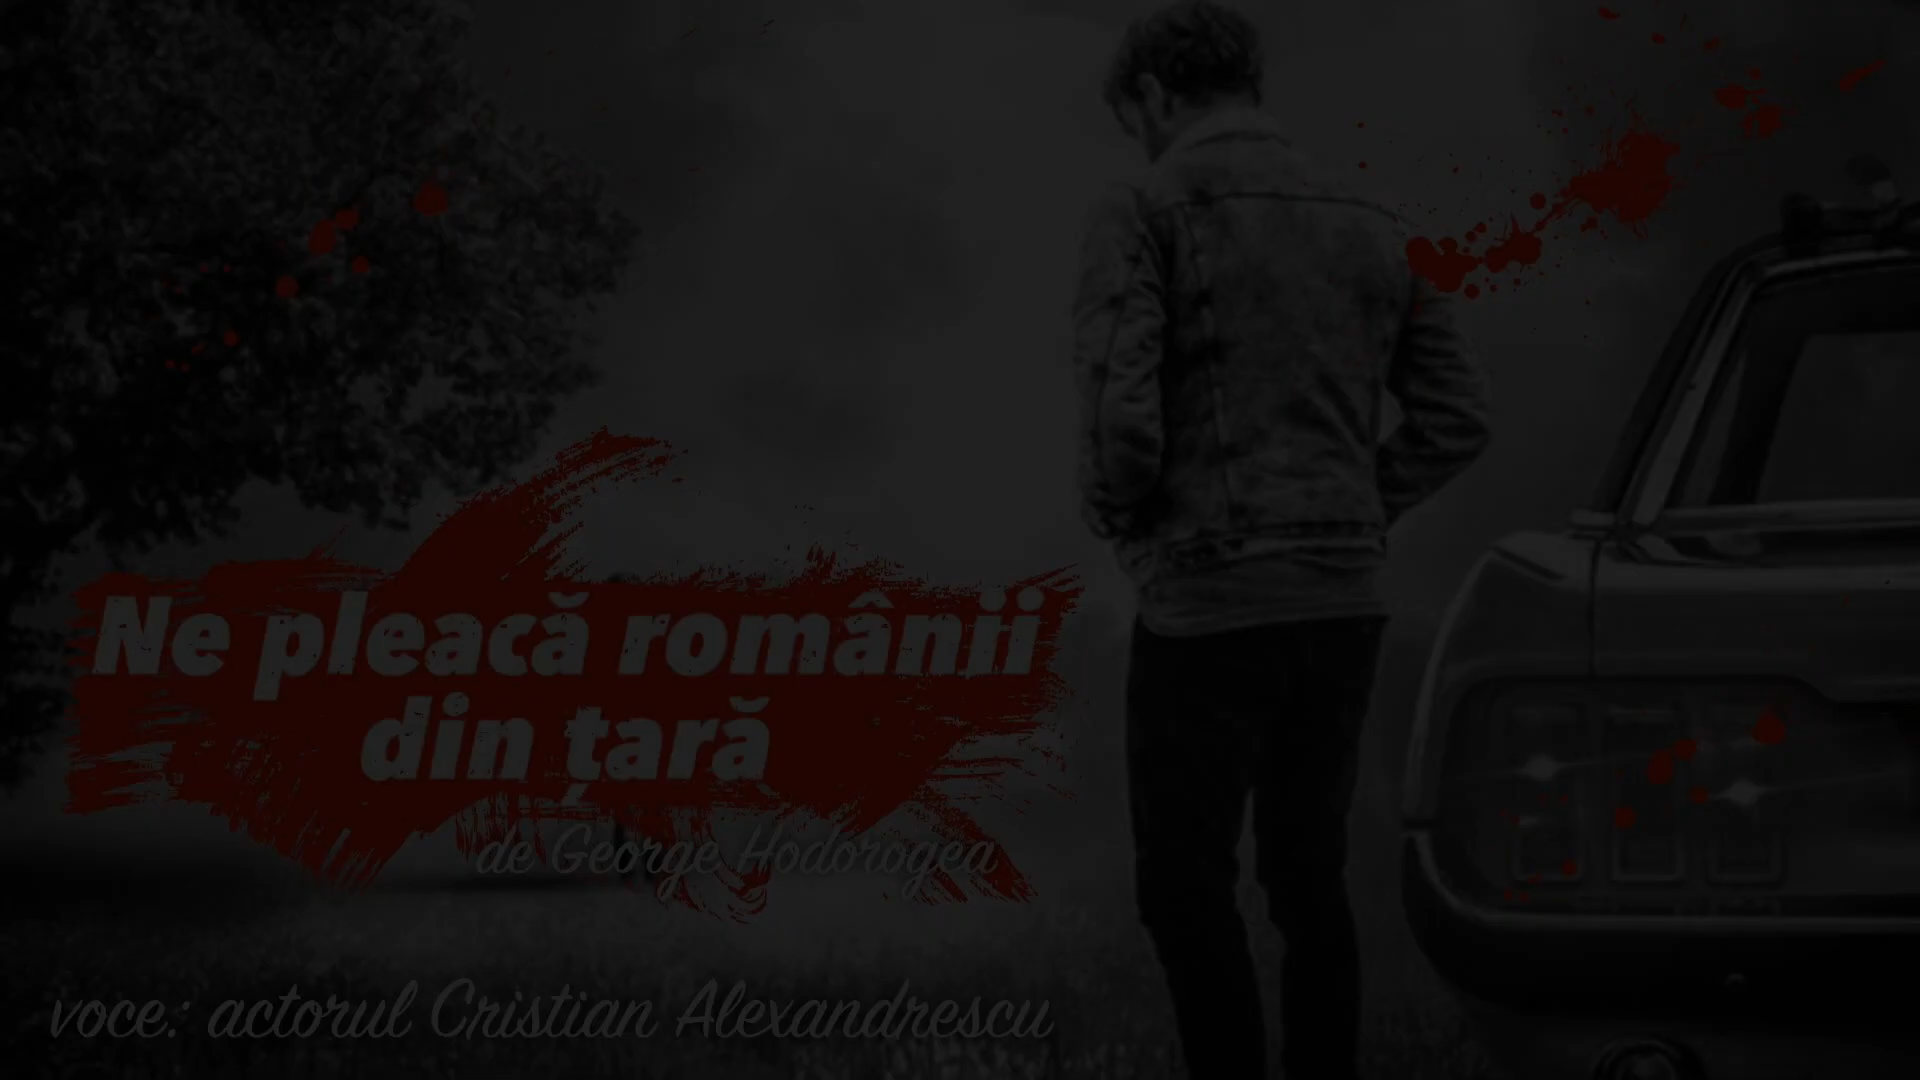 Ne pleacă românii
din țară
de George Hodorogea
voce: actorul Cristian Alexandrescu